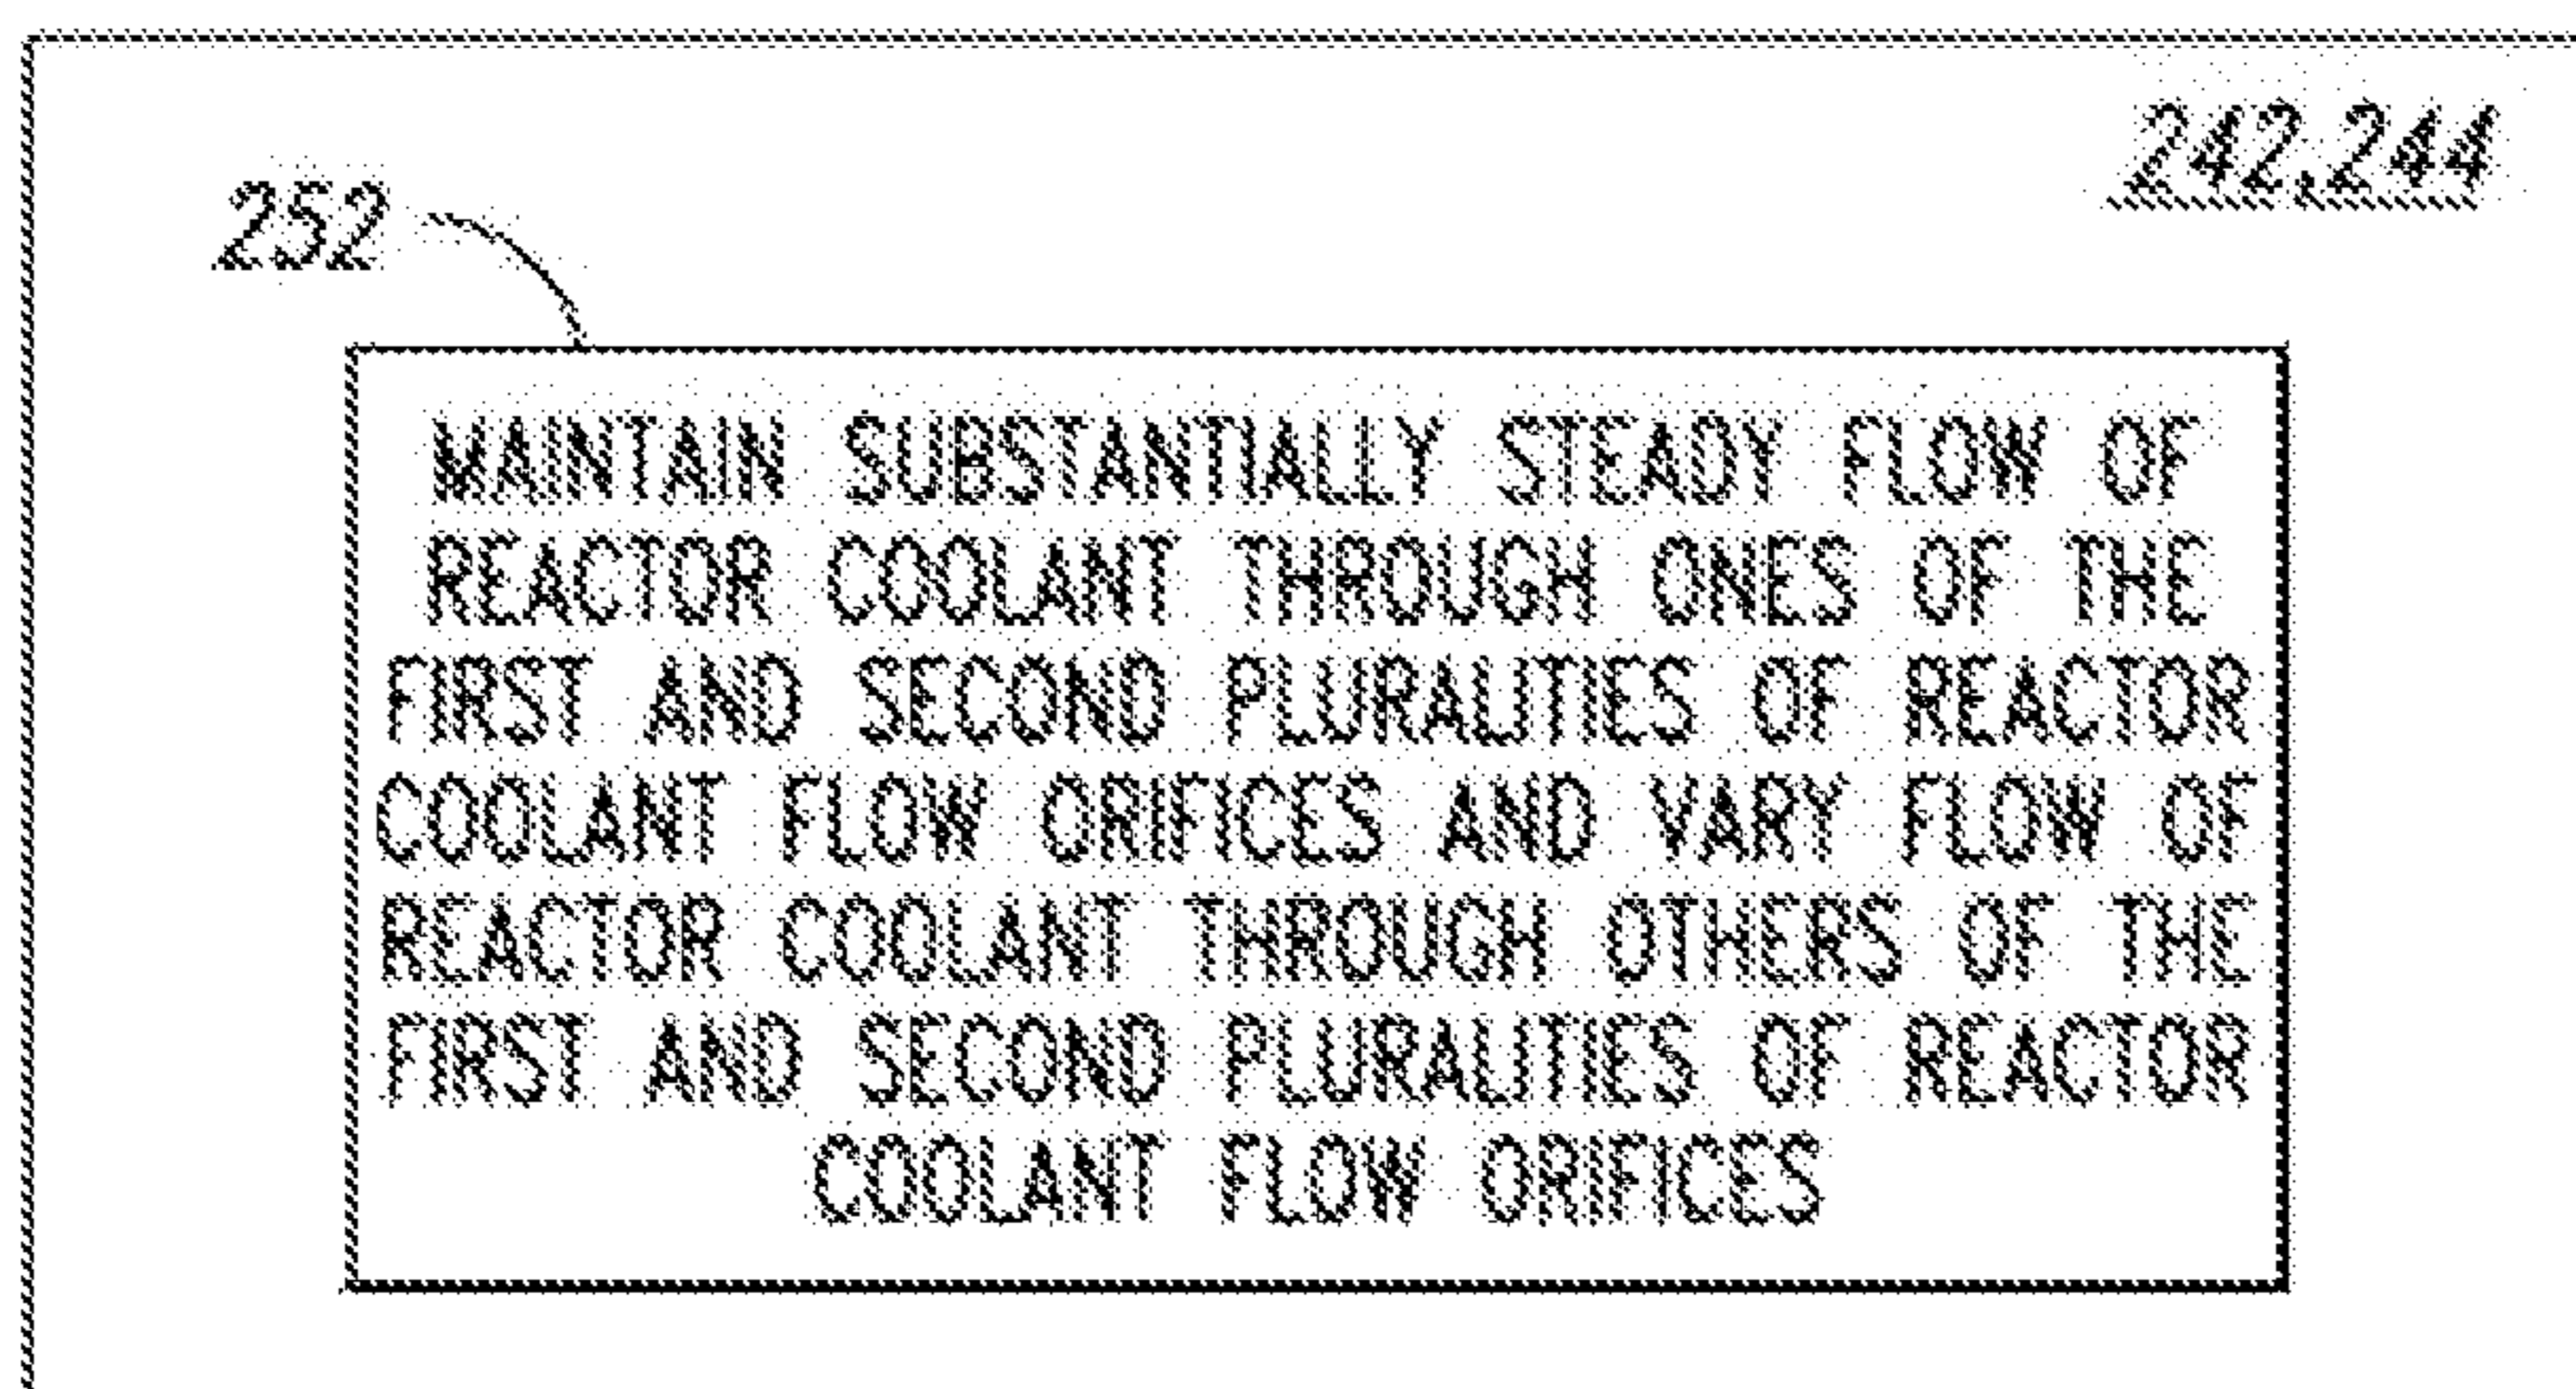 242,244
252
MAINTAIN SUBSTANTIALLY STEADY FLOW OF
REACTOR COOLANT THROUGH ONES OF THE
FIRST AND SECOND PLURALITIES OF REACTOR
COOLANT FLOW ORIFICES AND VARY FLOW OF
REACTOR COOLANT THROUGH OTHERS OF THE
FIRST AND SECOND PLURALITIES OF REACTOR
COOLANT FLOW ORIFICES